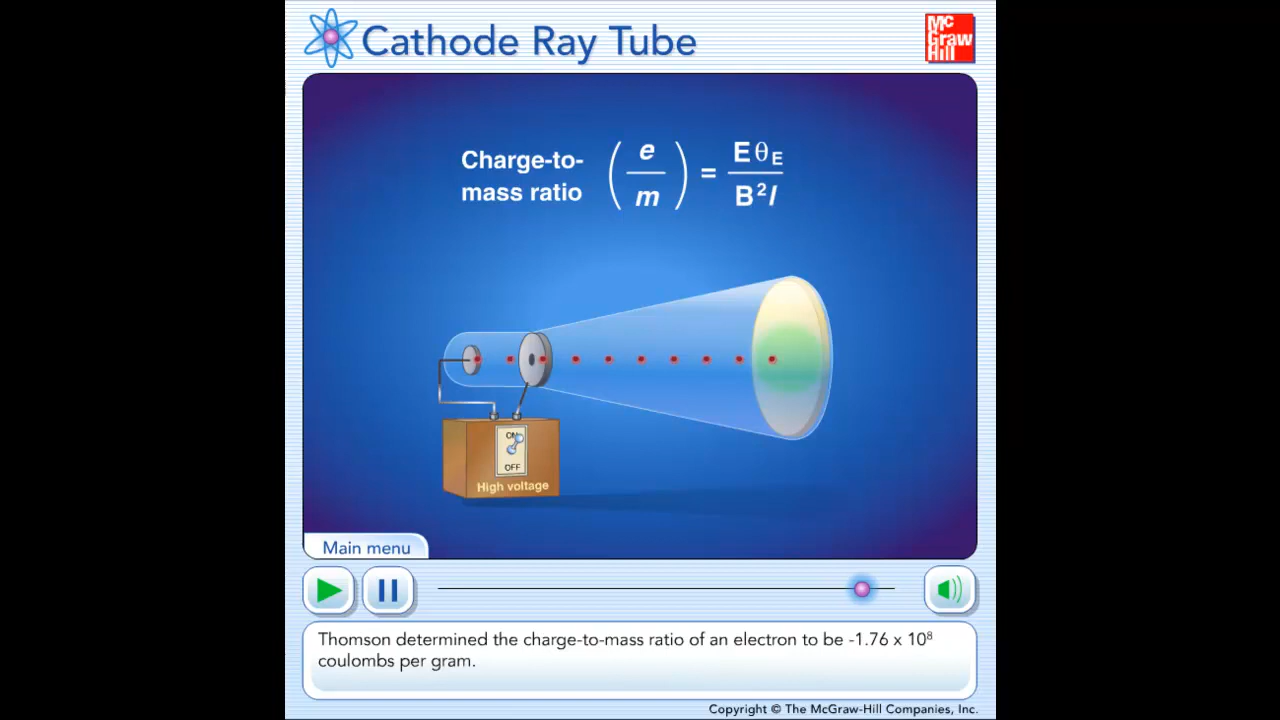 Cathode Ray Tube
Mc
Graw
Hill
Charge-to-
mass ratio (e/m) = Eθ_E/B²l
ON
OFF
High voltage
Main menu
Thomson determined the charge-to-mass ratio of an electron to be -1.76 x 10⁸
coulombs per gram.
Copyright © The McGraw-Hill Companies, Inc.